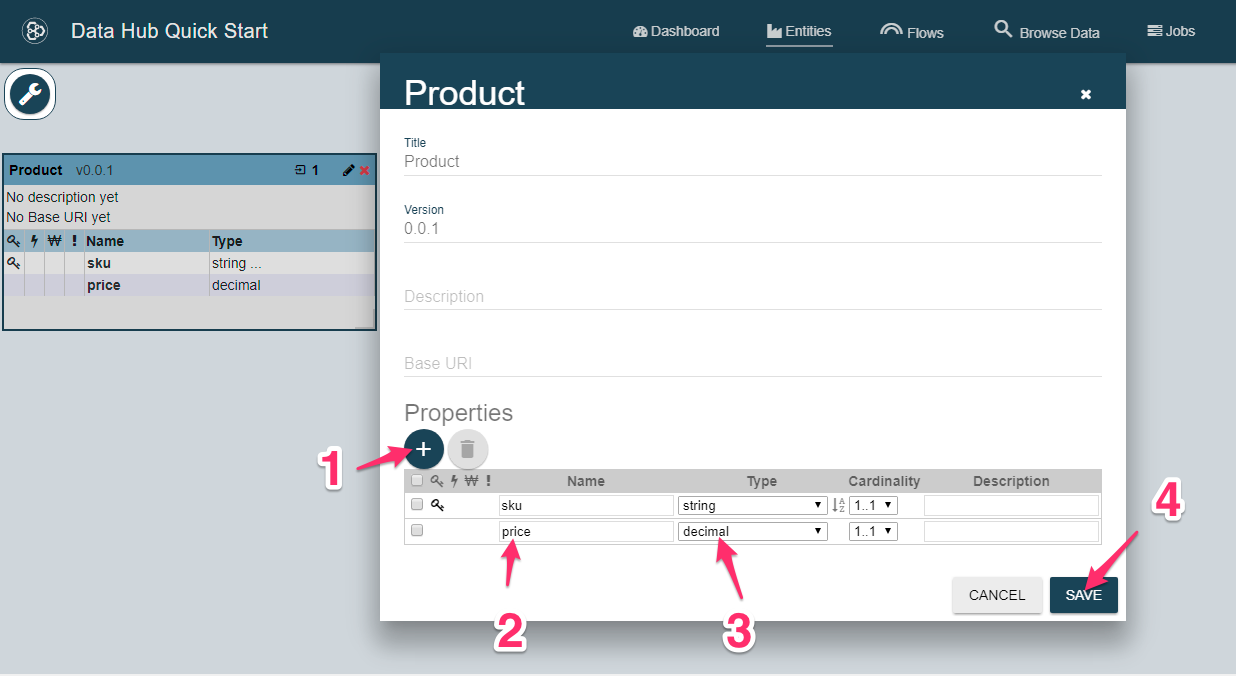 Data Hub Quick Start
Dashboard
Entities
Flows
Browse Data
Jobs
Product v0.0.1 1
No description yet
No Base URI yet
! Name Type
sku string ...
price decimal
Product
Title
Product
Version
0.0.1
Description
Base URI
Properties
1
! Name Type Cardinality Description
sku string 1..1
price decimal 1..1
2
3
4
CANCEL SAVE